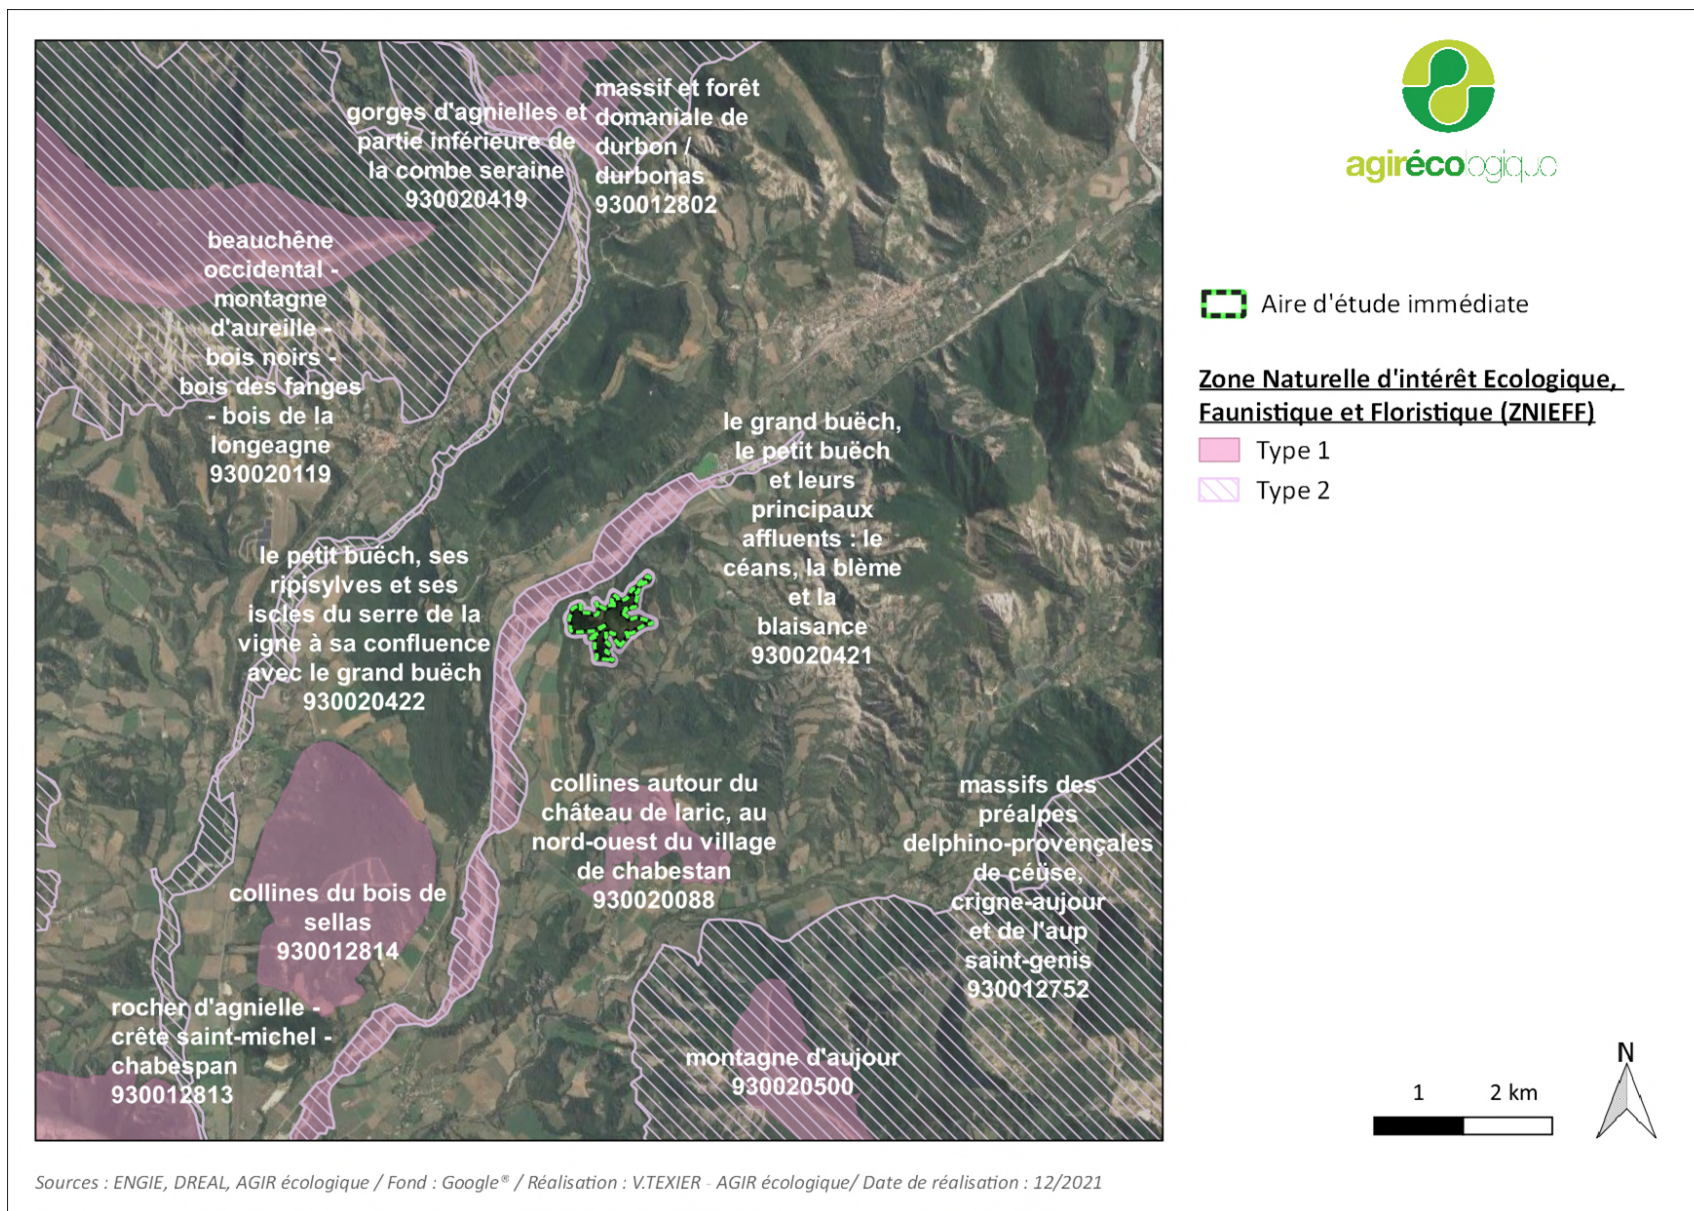 gorges d'agnielles et
partie inférieure de
la combe seraine
930020419
massif et forêt
domaniale de
durbon /
durbonas
930012802
beauchêne
occidental -
montagne
d'aureille -
bois noirs -
bois des fanges
- bois de la
longeagne
930020119
le grand buëch,
le petit buëch
et leurs
principaux
affluents : le
céans, la blème
et la
blaisance
930020421
le petit buëch, ses
ripisylves et ses
iscles du serre de la
vigne à sa confluence
avec le grand buëch
930020422
collines autour du
château de laric, au
nord-ouest du village
de chabestan
930020088
massifs des
préalpes
delphino-provençales
de céüse,
crigne-aujour
et de l'aup
saint-genis
930012752
collines du bois de
sellas
930012814
rocher d'agnielle -
crête saint-michel -
chabespan
930012813
montagne d'aujour
930020500
agirécologique
Aire d'étude immédiate
Zone Naturelle d'intérêt Ecologique,
Faunistique et Floristique (ZNIEFF)
Type 1
Type 2
N
1 2 km
Sources : ENGIE, DREAL, AGIR écologique / Fond : Google® / Réalisation : V.TEXIER - AGIR écologique/ Date de réalisation : 12/2021